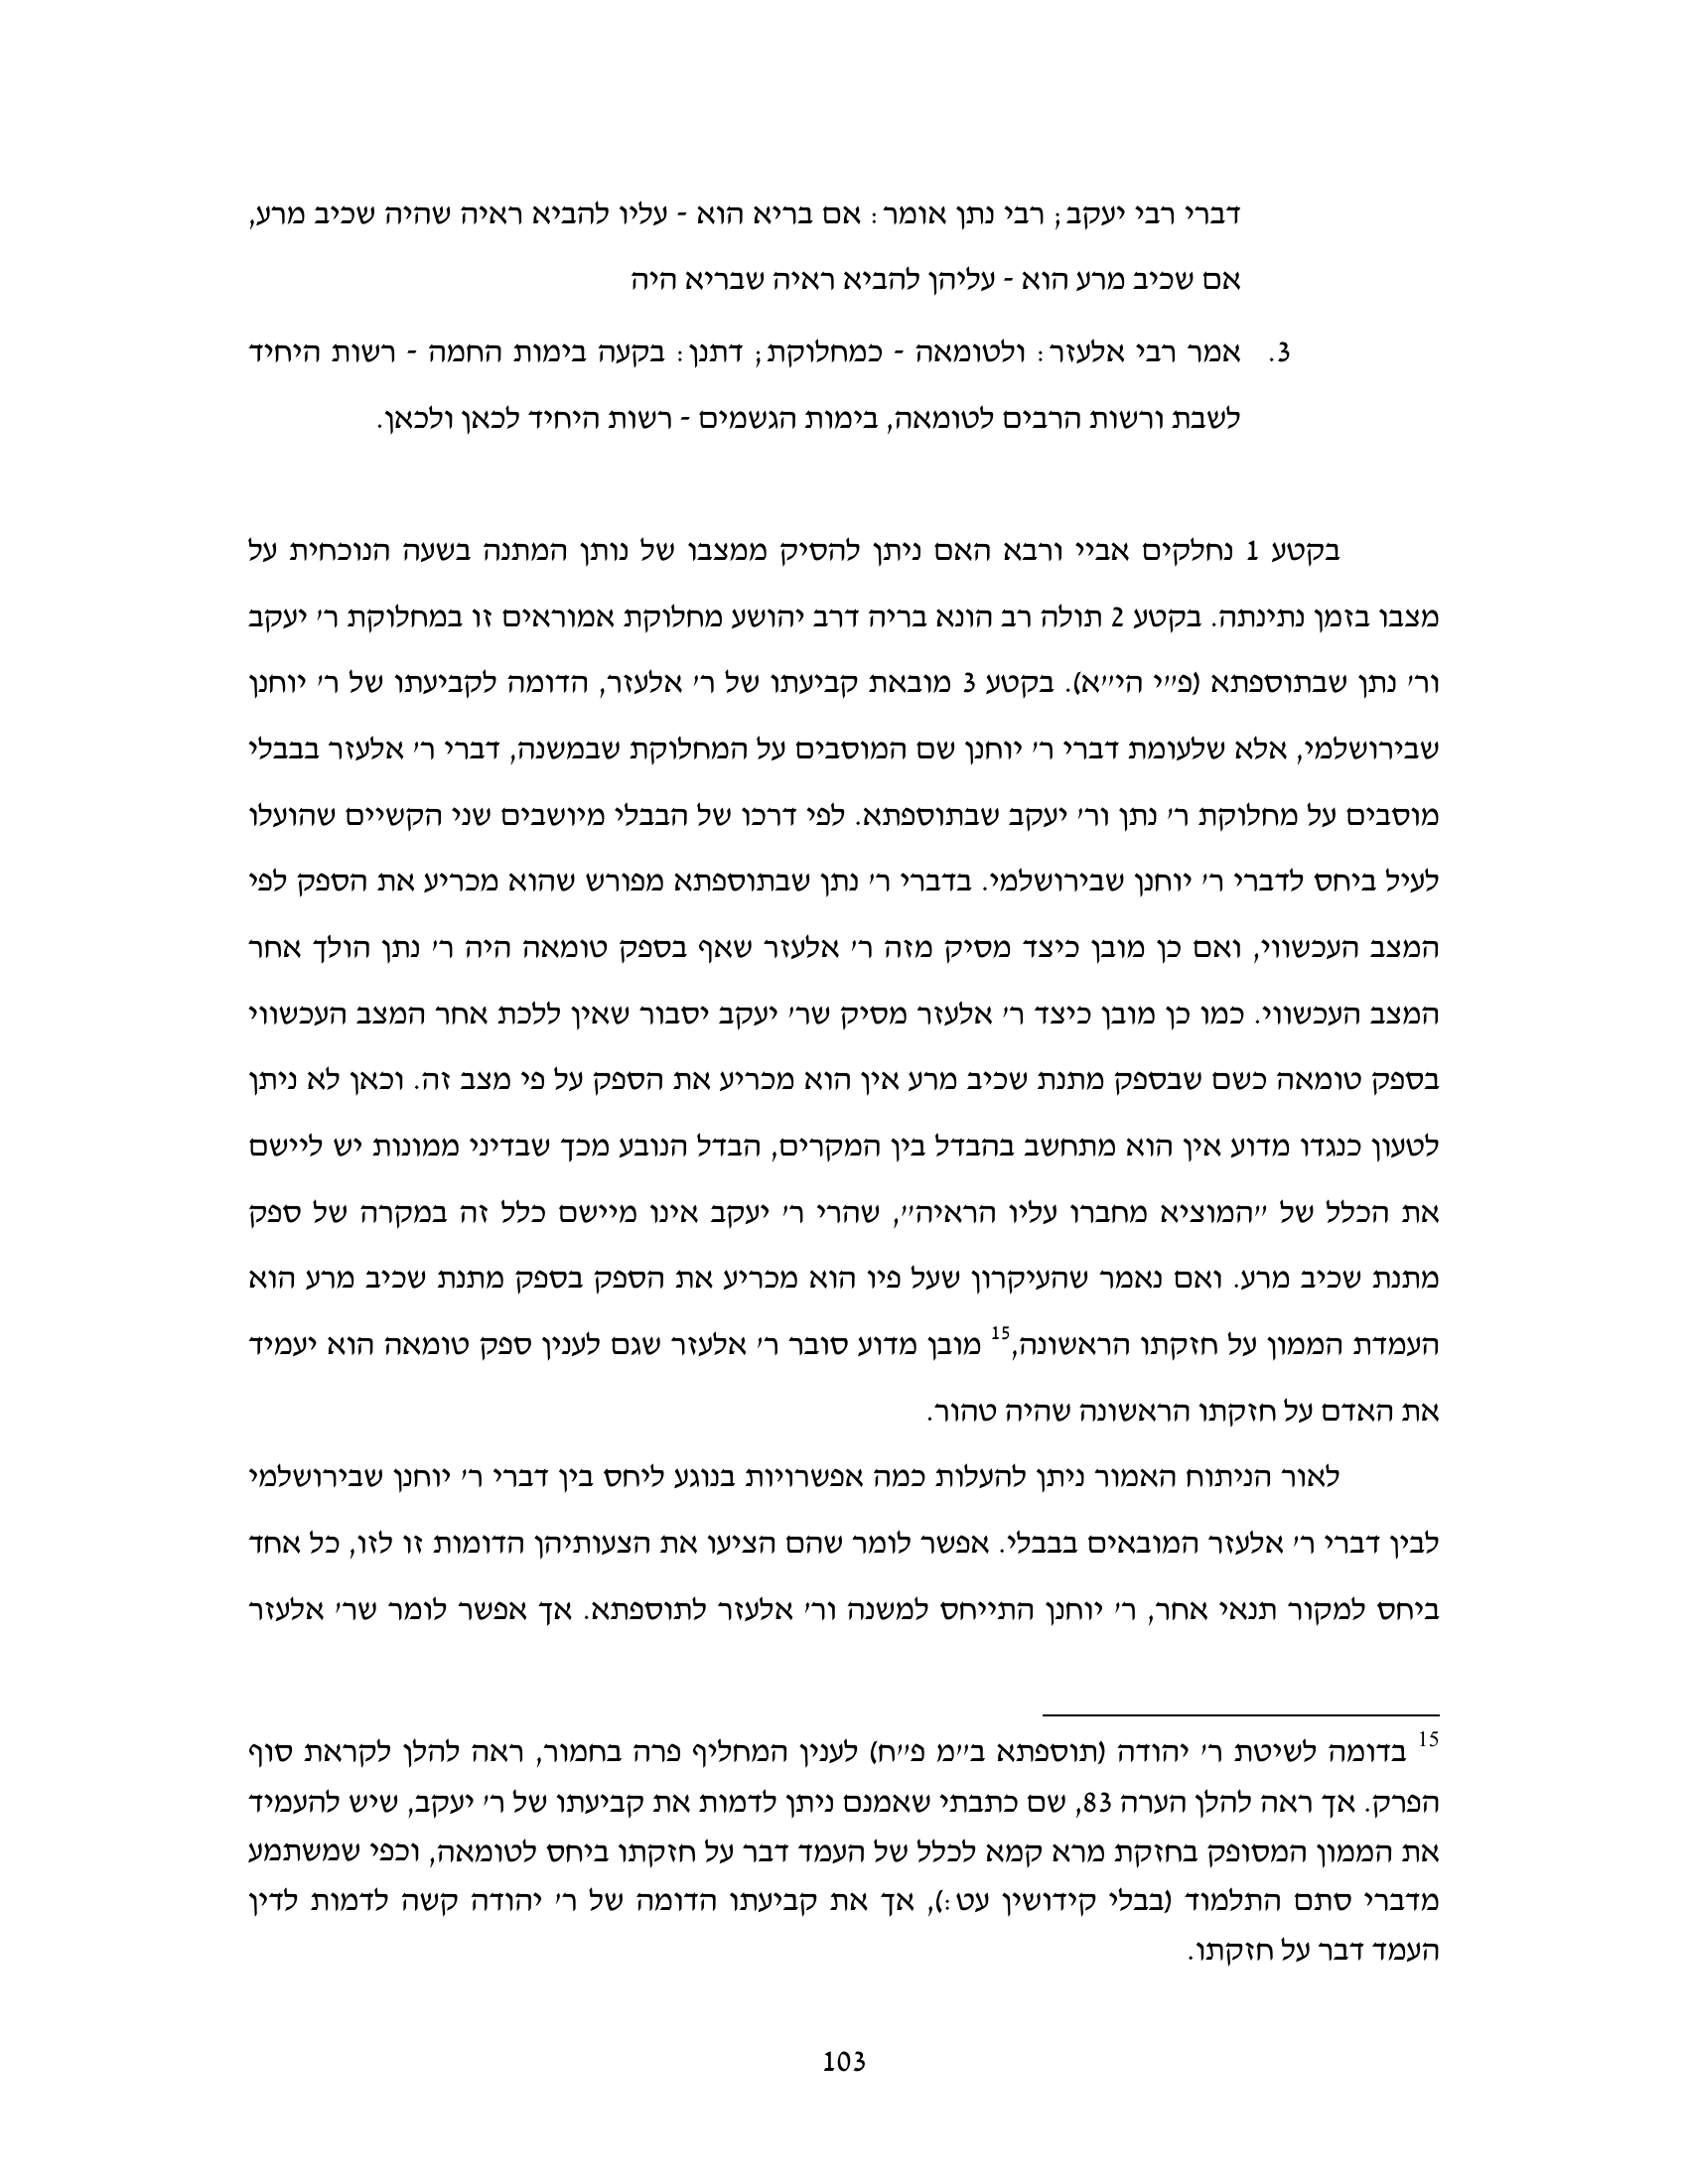 דברי רבי יעקב; רבי נתן אומר: אם בריא הוא - עליו להביא ראיה שהיה שכיב מרע,
אם שכיב מרע הוא - עליהן להביא ראיה שבריא היה
3. אמר רבי אלעזר: ולטומאה - כמחלוקת; דתנן: בקעה בימות החמה - רשות היחיד
לשבת ורשות הרבים לטומאה, בימות הגשמים - רשות היחיד לכאן ולכאן.
בקטע 1 נחלקים אביי ורבא האם ניתן להסיק ממצבו של נותן המתנה בשעה הנוכחית על
מצבו בזמן נתינתה. בקטע 2 תולה רב הונא בריה דרב יהושע מחלוקת אמוראים זו במחלוקת ר׳ יעקב
ור׳ נתן שבתוספתא (פ״י הי״א). בקטע 3 מובאת קביעתו של ר׳ אלעזר, הדומה לקביעתו של ר׳ יוחנן
שבירושלמי, אלא שלעומת דברי ר׳ יוחנן שם המוסבים על המחלוקת שבמשנה, דברי ר׳ אלעזר בבבלי
מוסבים על מחלוקת ר׳ נתן ור׳ יעקב שבתוספתא. לפי דרכו של הבבלי מיושבים שני הקשיים שהועלו
לעיל ביחס לדברי ר׳ יוחנן שבירושלמי. בדברי ר׳ נתן שבתוספתא מפורש שהוא מכריע את הספק לפי
המצב העכשווי, ואם כן מובן כיצד מסיק מזה ר׳ אלעזר שאף בספק טומאה היה ר׳ נתן הולך אחר
המצב העכשווי. כמו כן מובן כיצד ר׳ אלעזר מסיק שר׳ יעקב יסבור שאין ללכת אחר המצב העכשווי
בספק טומאה כשם שבספק מתנת שכיב מרע אין הוא מכריע את הספק על פי מצב זה. וכאן לא ניתן
לטעון כנגדו מדוע אין הוא מתחשב בהבדל בין המקרים, הבדל הנובע מכך שבדיני ממונות יש ליישם
את הכלל של ״המוציא מחברו עליו הראיה״, שהרי ר׳ יעקב אינו מיישם כלל זה במקרה של ספק
מתנת שכיב מרע. ואם נאמר שהעיקרון שעל פיו הוא מכריע את הספק בספק מתנת שכיב מרע הוא
העמדת הממון על חזקתו הראשונה,15 מובן מדוע סובר ר׳ אלעזר שגם לענין ספק טומאה הוא יעמיד
את האדם על חזקתו הראשונה שהיה טהור.
לאור הניתוח האמור ניתן להעלות כמה אפשרויות בנוגע ליחס בין דברי ר׳ יוחנן שבירושלמי
לבין דברי ר׳ אלעזר המובאים בבבלי. אפשר לומר שהם הציעו את הצעותיהן הדומות זו לזו, כל אחד
ביחס למקור תנאי אחר, ר׳ יוחנן התייחס למשנה ור׳ אלעזר לתוספתא. אך אפשר לומר שר׳ אלעזר
15 בדומה לשיטת ר׳ יהודה (תוספתא ב״מ פ״ח) לענין המחליף פרה בחמור, ראה להלן לקראת סוף
הפרק. אך ראה להלן הערה 83, שם כתבתי שאמנם ניתן לדמות את קביעתו של ר׳ יעקב, שיש להעמיד
את הממון המסופק בחזקת מרא קמא לכלל של העמד דבר על חזקתו ביחס לטומאה, וכפי שמשתמע
מדברי סתם התלמוד (בבלי קידושין עט:), אך את קביעתו הדומה של ר׳ יהודה קשה לדמות לדין
העמד דבר על חזקתו.
103